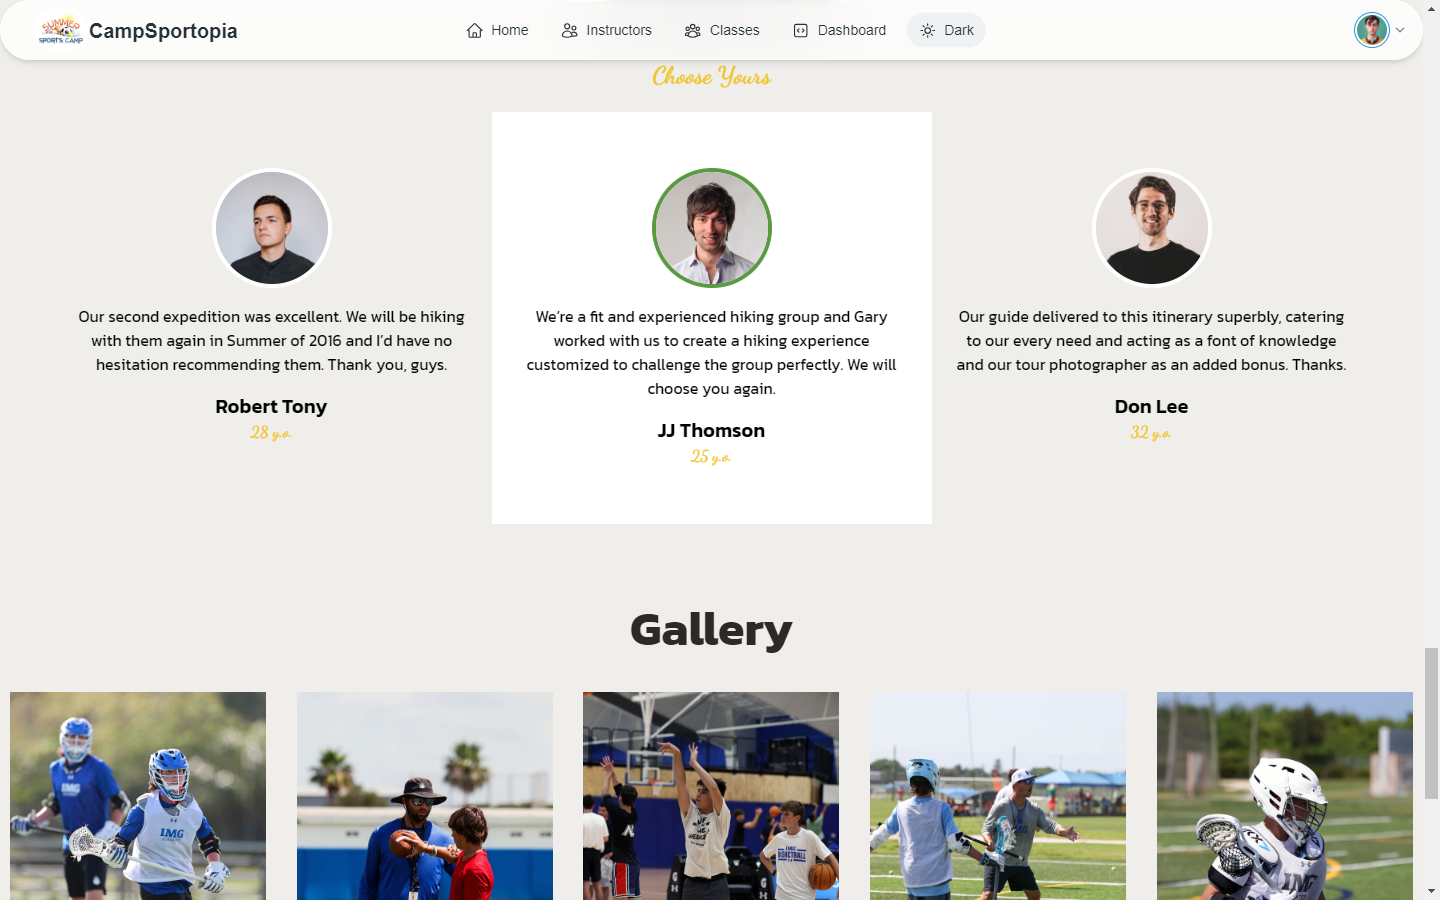 SUMMER
SPORTS CAMP
CampSportopia
Home
Instructors
Classes
Dashboard
Dark
Choose Yours
Our second expedition was excellent. We will be hiking
with them again in Summer of 2016 and I’d have no
hesitation recommending them. Thank you, guys.
Robert Tony
28 y.o.
We’re a fit and experienced hiking group and Gary
worked with us to create a hiking experience
customized to challenge the group perfectly. We will
choose you again.
JJ Thomson
25 y.o.
Our guide delivered to this itinerary superbly, catering
to our every need and acting as a font of knowledge
and our tour photographer as an added bonus. Thanks.
Don Lee
32 y.o.
Gallery
IMG
IMG
IMG
BASKETBALL
IMG